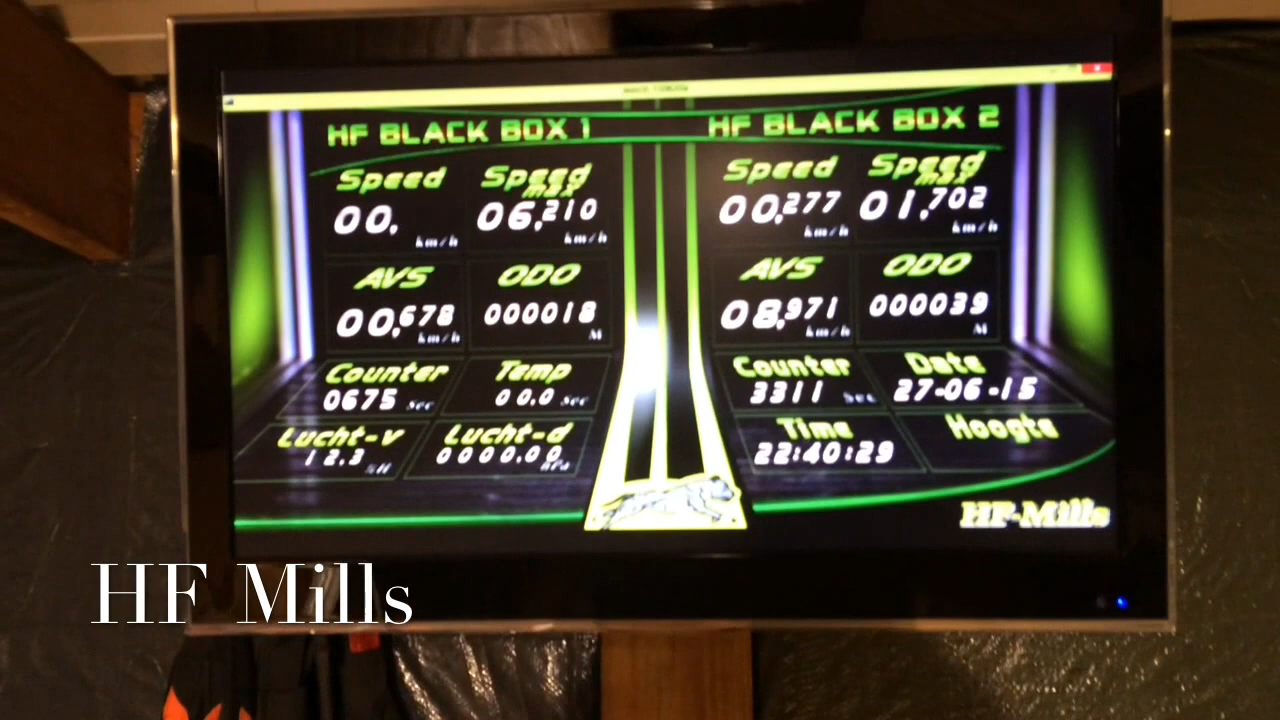 HF BLACK BOX 1
HF BLACK BOX 2
Speed
Speed max
Speed
Speed max
00,
km/h
06,210
km/h
00,277
km/h
01,702
km/h
AVS
ODO
AVS
ODO
00,678
km/h
000018
M
08,971
km/h
000039
M
Counter
Temp
Counter
Date
0675 Sec
00.0 Sec
3311 Sec
27-06-15
Lucht-v
Lucht-d
Time
Hoogte
12.3
0000.00
22:40:29
HF-Mills
HF Mills